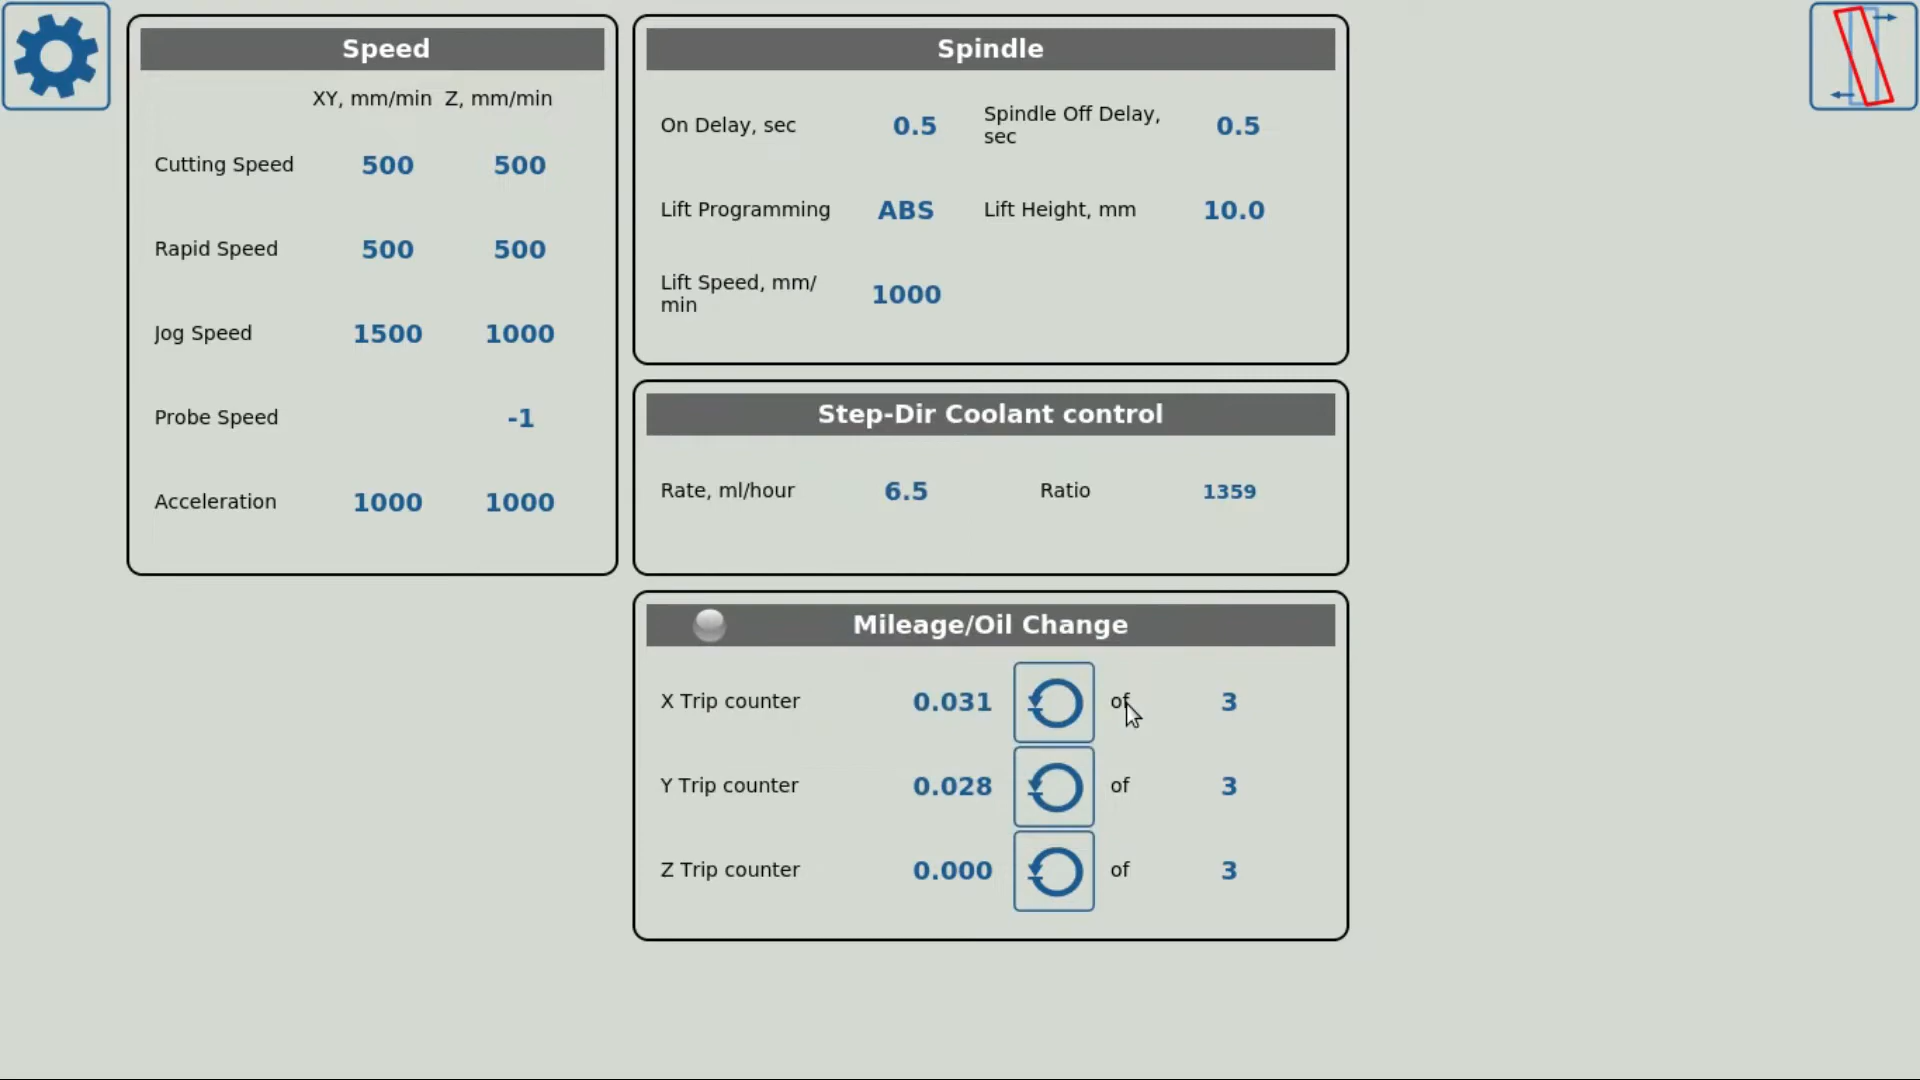 Speed
XY, mm/min Z, mm/min
Cutting Speed 500 500
Rapid Speed 500 500
Jog Speed 1500 1000
Probe Speed -1
Acceleration 1000 1000
Spindle
On Delay, sec 0.5 Spindle Off Delay,
sec 0.5
Lift Programming ABS Lift Height, mm 10.0
Lift Speed, mm/
min 1000
Step-Dir Coolant control
Rate, ml/hour 6.5 Ratio 1359
Mileage/Oil Change
X Trip counter 0.031 of 3
Y Trip counter 0.028 of 3
Z Trip counter 0.000 of 3